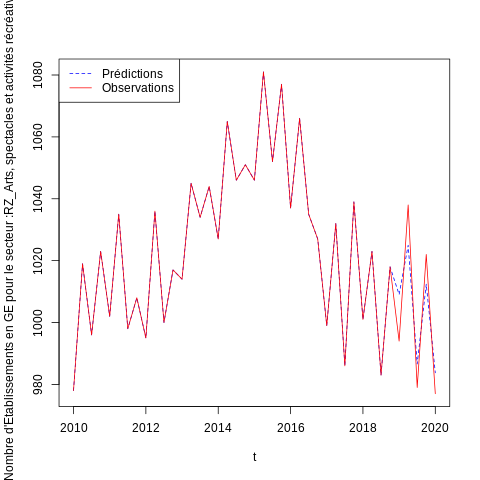 Nombre d'Etablissements en GE pour le secteur :RZ_Arts, spectacles et activités récréativ
Prédictions
Observations
1080
1060
1040
1020
1000
980
2010 2012 2014 2016 2018 2020
t